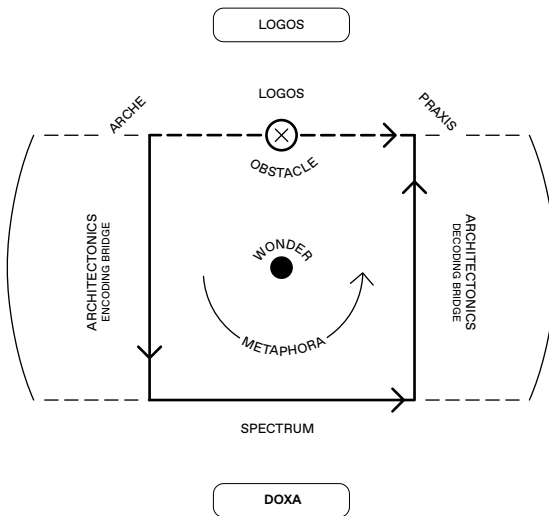 LOGOS
LOGOS
ARCHE
PRAXIS
OBSTACLE
ARCHITECTONICS
ENCODING BRIDGE
WONDER
METAPHORA
ARCHITECTONICS
DECODING BRIDGE
SPECTRUM
DOXA